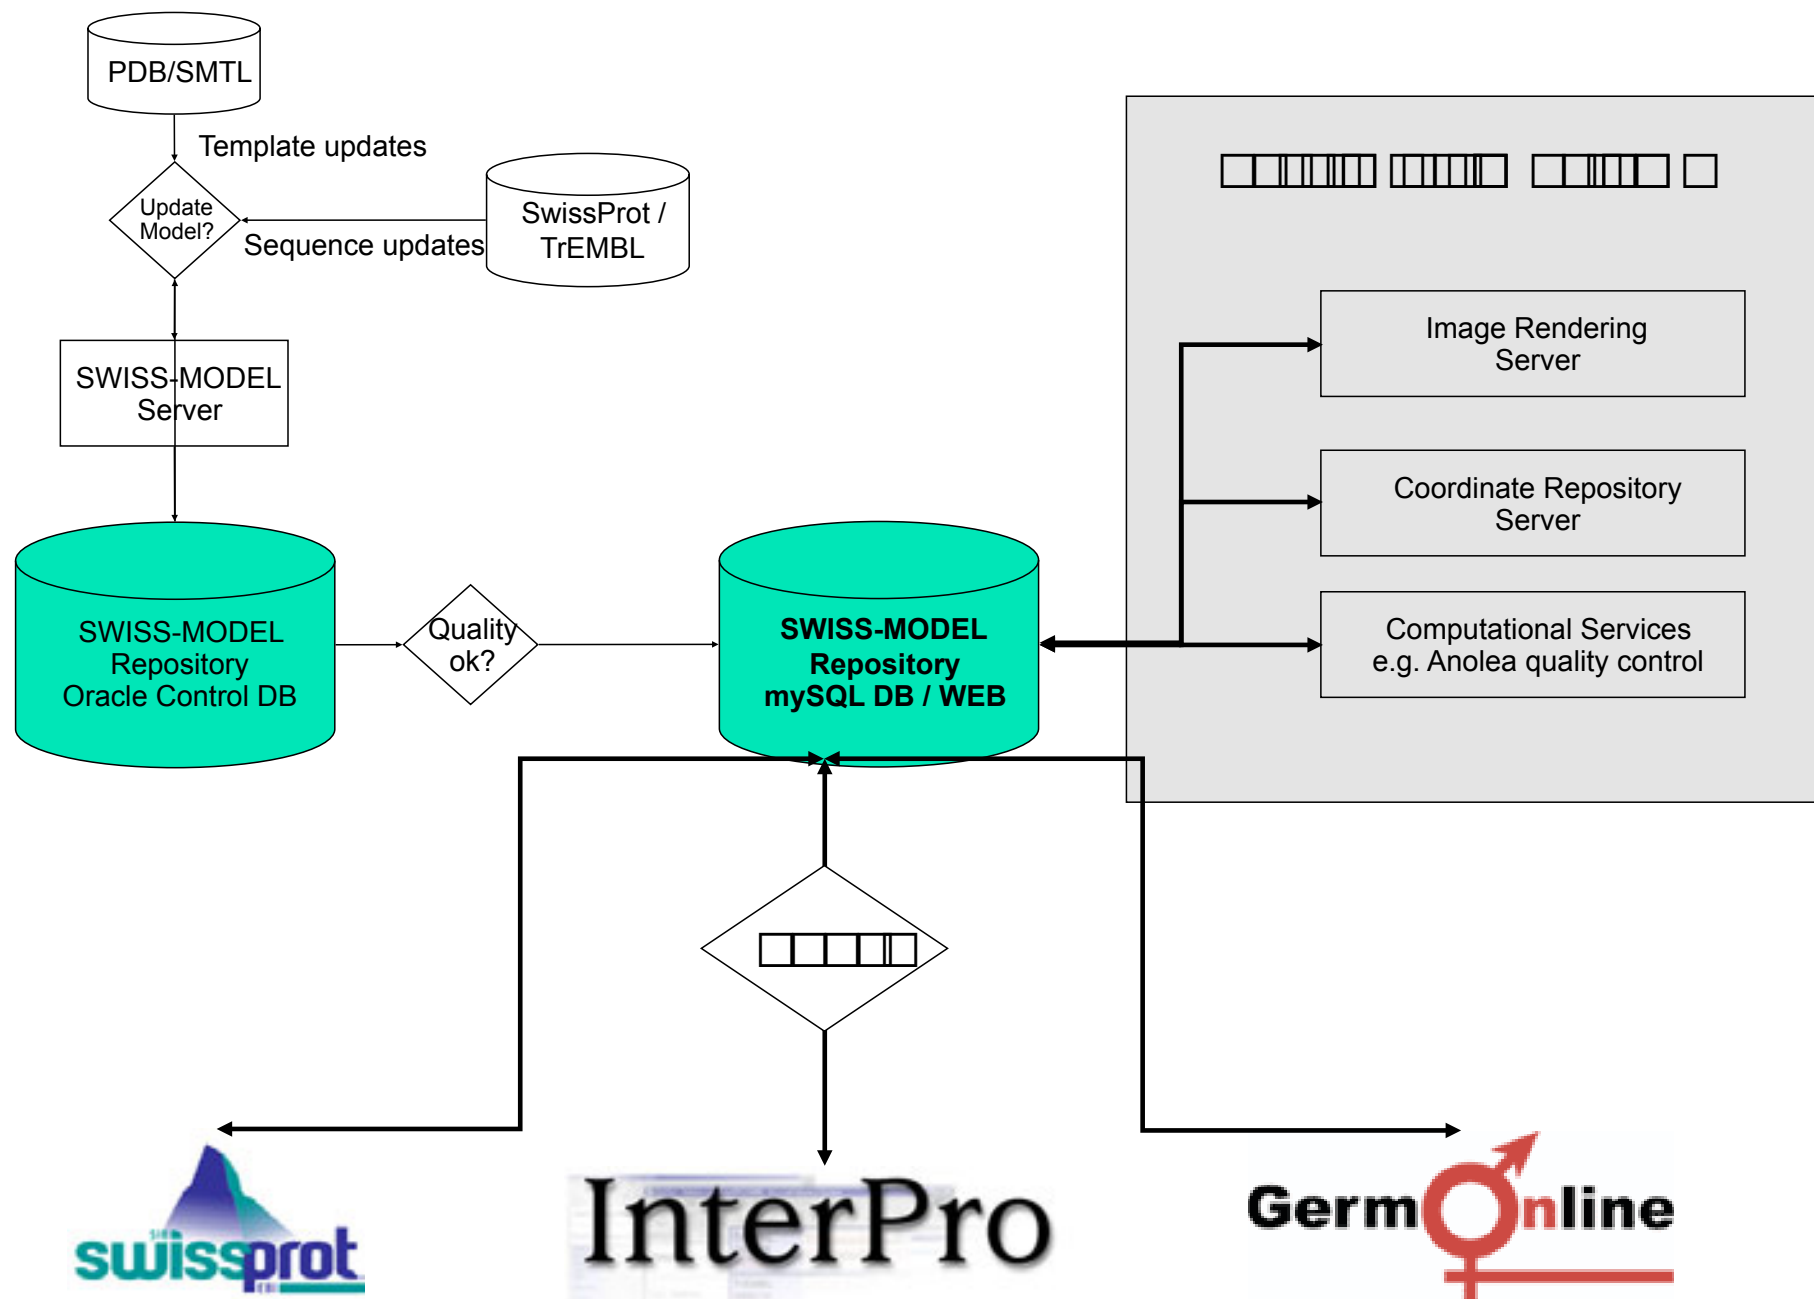 PDB/SMTL
Template updates
Update
Model?
SwissProt /
TrEMBL
Sequence updates
SWISS-MODEL
Server
Image Rendering
Server
Coordinate Repository
Server
Computational Services
e.g. Anolea quality control
SWISS-MODEL
Repository
Oracle Control DB
Quality
ok?
SWISS-MODEL
Repository
mySQL DB / WEB
swissprot
InterPro
GermOnline